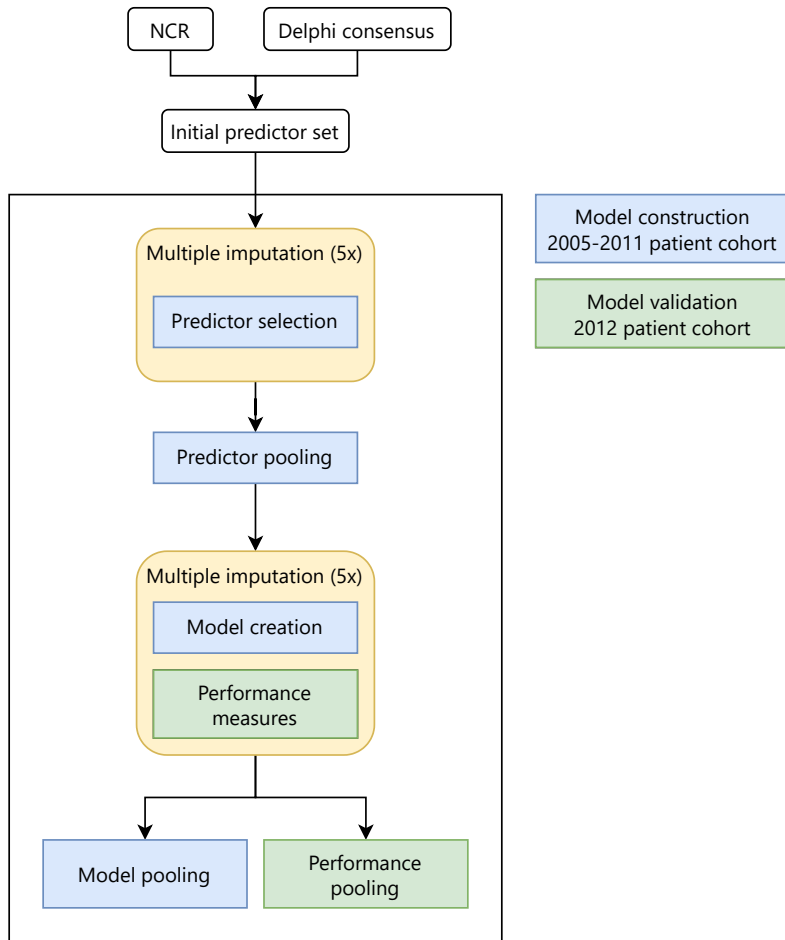 NCR
Delphi consensus
Initial predictor set
Model construction
2005-2011 patient cohort
Model validation
2012 patient cohort
Multiple imputation (5x)
Predictor selection
Predictor pooling
Multiple imputation (5x)
Model creation
Performance
measures
Model pooling
Performance
pooling